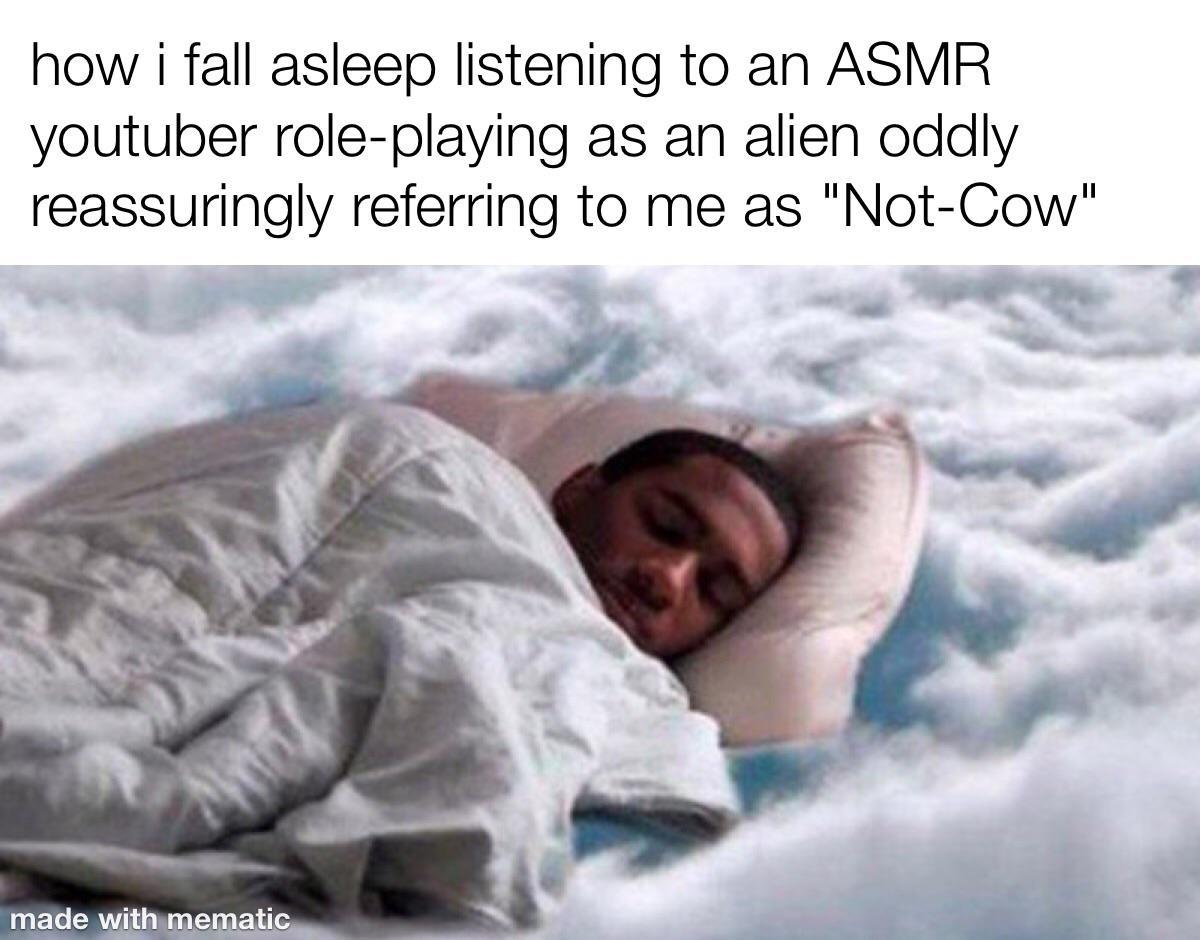 how i fall asleep listening to an ASMR
youtuber role-playing as an alien oddly
reassuringly referring to me as "Not-Cow"
made with mematic